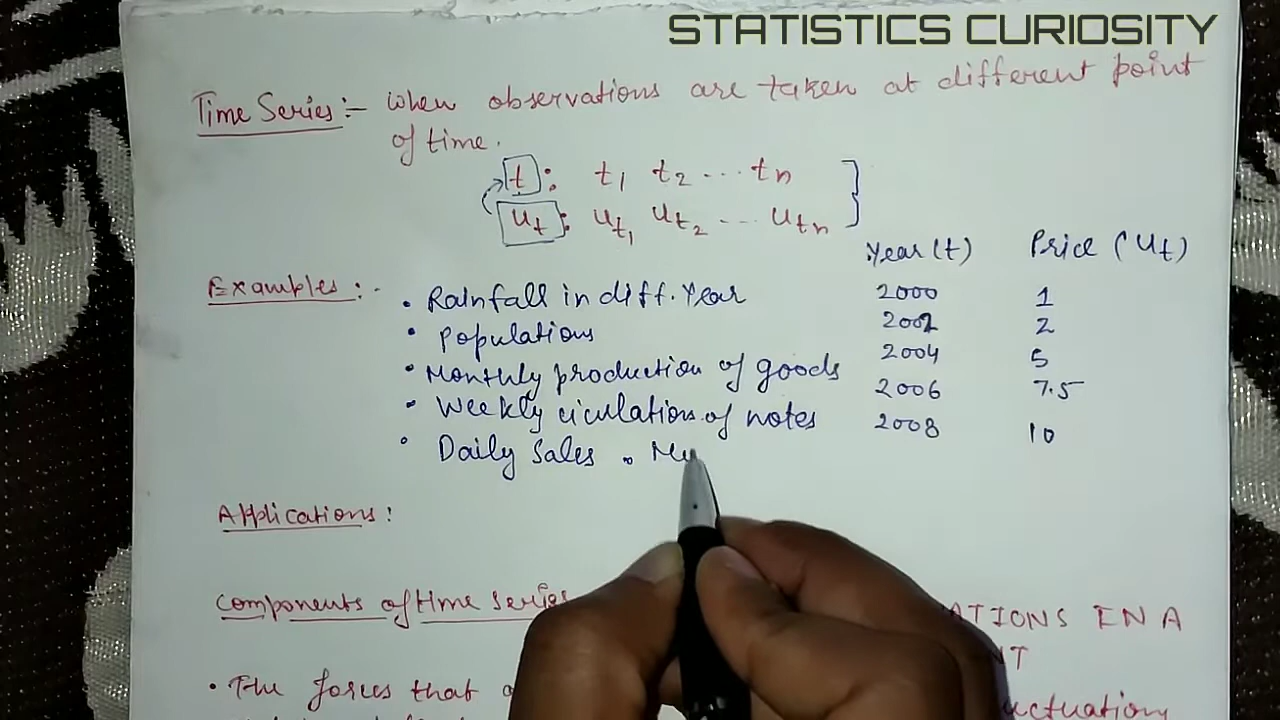 STATISTICS CURIOSITY
Time Series :- When observations are taken at different point
of time.
t : t1 t2 ... tn
ut : ut1 ut2 ... utn
Year (t) Price (ut)
2000 1
2002 2
2004 5
2006 7.5
2008 10
Examples :-
• Rainfall in diff. Year
• Populations
• Monthly production of goods
• Weekly ciculation of notes
• Daily Sales
Applications :
Components of time series
ATIONS IN A
• The forces that
uctuation